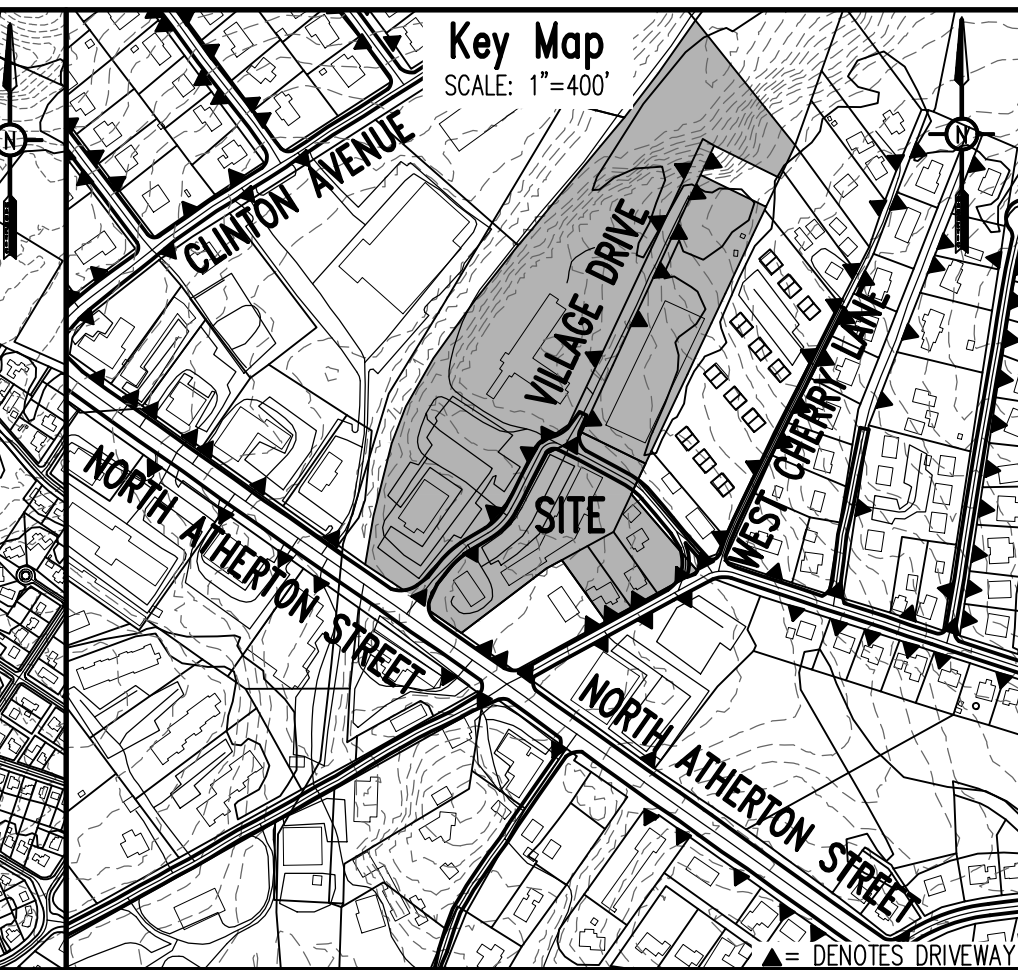 Key Map
SCALE: 1"=400'
N
N
CLINTON AVENUE
VILLAGE DRIVE
WEST CHERRY LANE
SITE
NORTH ATHERTON STREET
NORTH ATHERTON STREET
▲= DENOTES DRIVEWAY